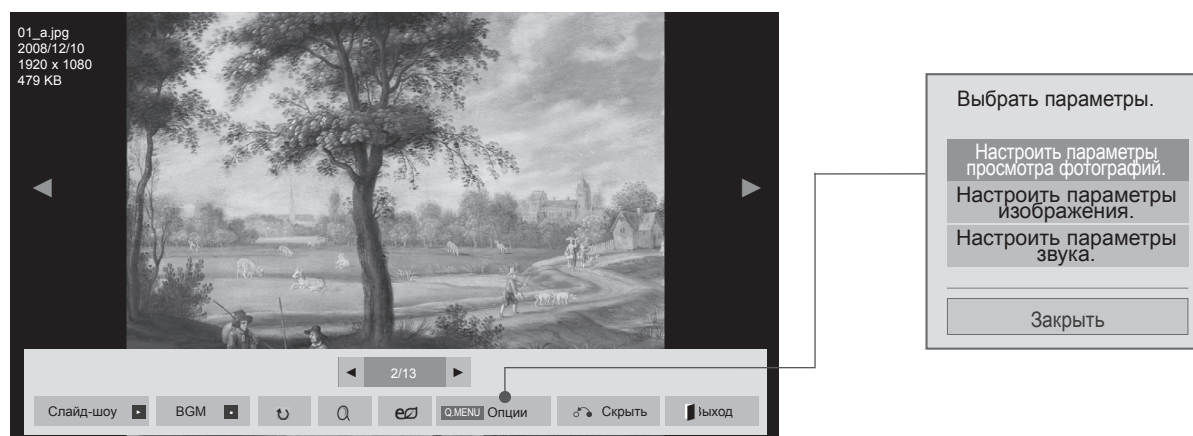 01_a.jpg
2008/12/10
1920 x 1080
479 KB
2/13
Слайд-шоу BGM Q.MENU Опции Скрыть Выход
Выбрать параметры.
Настроить параметры
просмотра фотографий.
Настроить параметры
изображения.
Настроить параметры
звука.
Закрыть